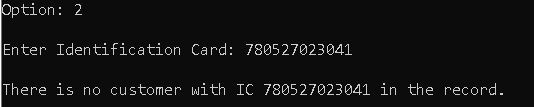 Option: 2
Enter Identification Card: 780527023041
There is no customer with IC 780527023041 in the record.